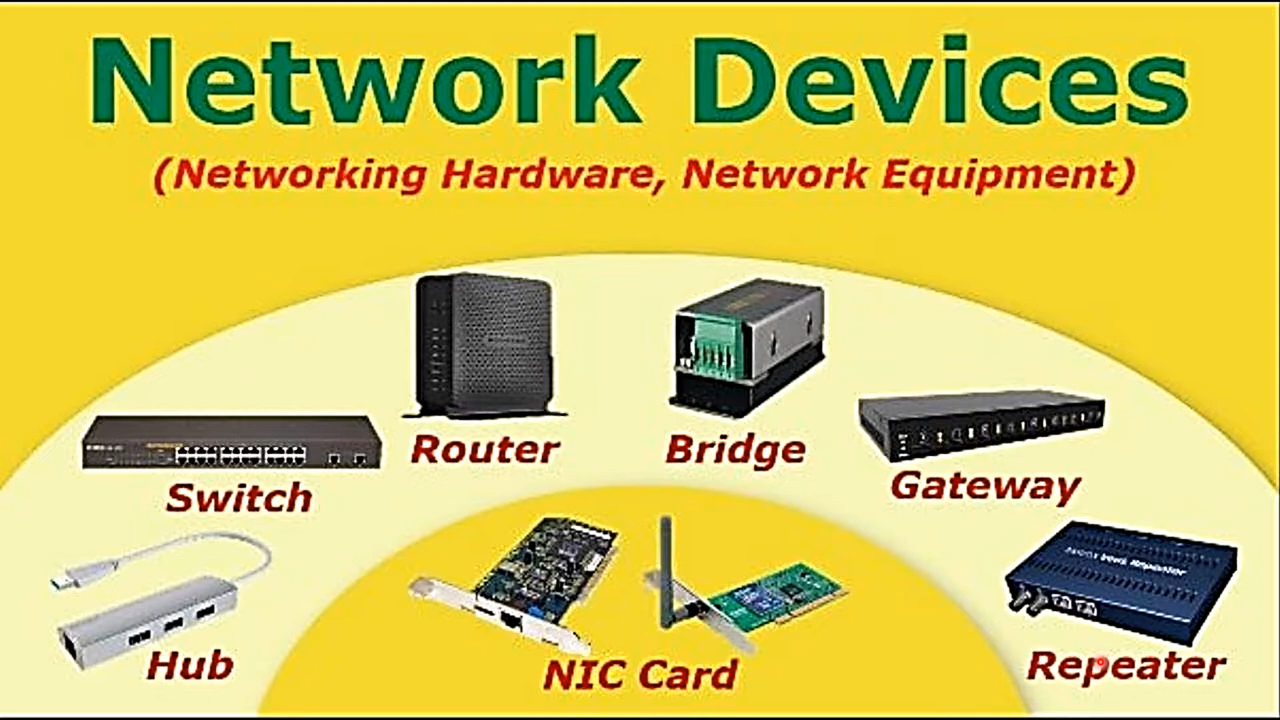 Network Devices
(Networking Hardware, Network Equipment)
Router
Bridge
Switch
Gateway
Hub
NIC Card
Repeater